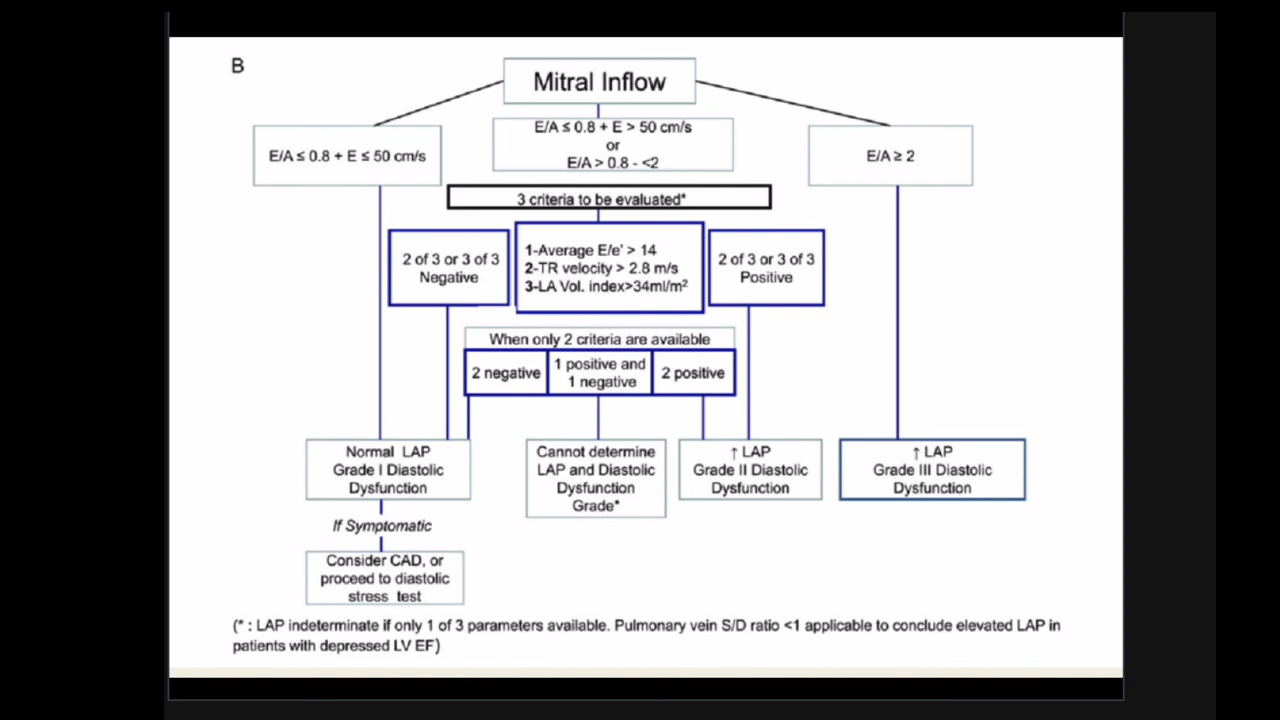 B
Mitral Inflow
E/A ≤ 0.8 + E ≤ 50 cm/s
E/A ≤ 0.8 + E > 50 cm/s
or
E/A > 0.8 - <2
E/A ≥ 2
3 criteria to be evaluated*
2 of 3 or 3 of 3
Negative
1-Average E/e' > 14
2-TR velocity > 2.8 m/s
3-LA Vol. index>34ml/m²
2 of 3 or 3 of 3
Positive
When only 2 criteria are available
2 negative
1 positive and
1 negative
2 positive
Normal LAP
Grade I Diastolic
Dysfunction
Cannot determine
LAP and Diastolic
Dysfunction
Grade*
↑ LAP
Grade II Diastolic
Dysfunction
↑ LAP
Grade III Diastolic
Dysfunction
If Symptomatic
Consider CAD, or
proceed to diastolic
stress test
(* : LAP indeterminate if only 1 of 3 parameters available. Pulmonary vein S/D ratio <1 applicable to conclude elevated LAP in
patients with depressed LV EF)